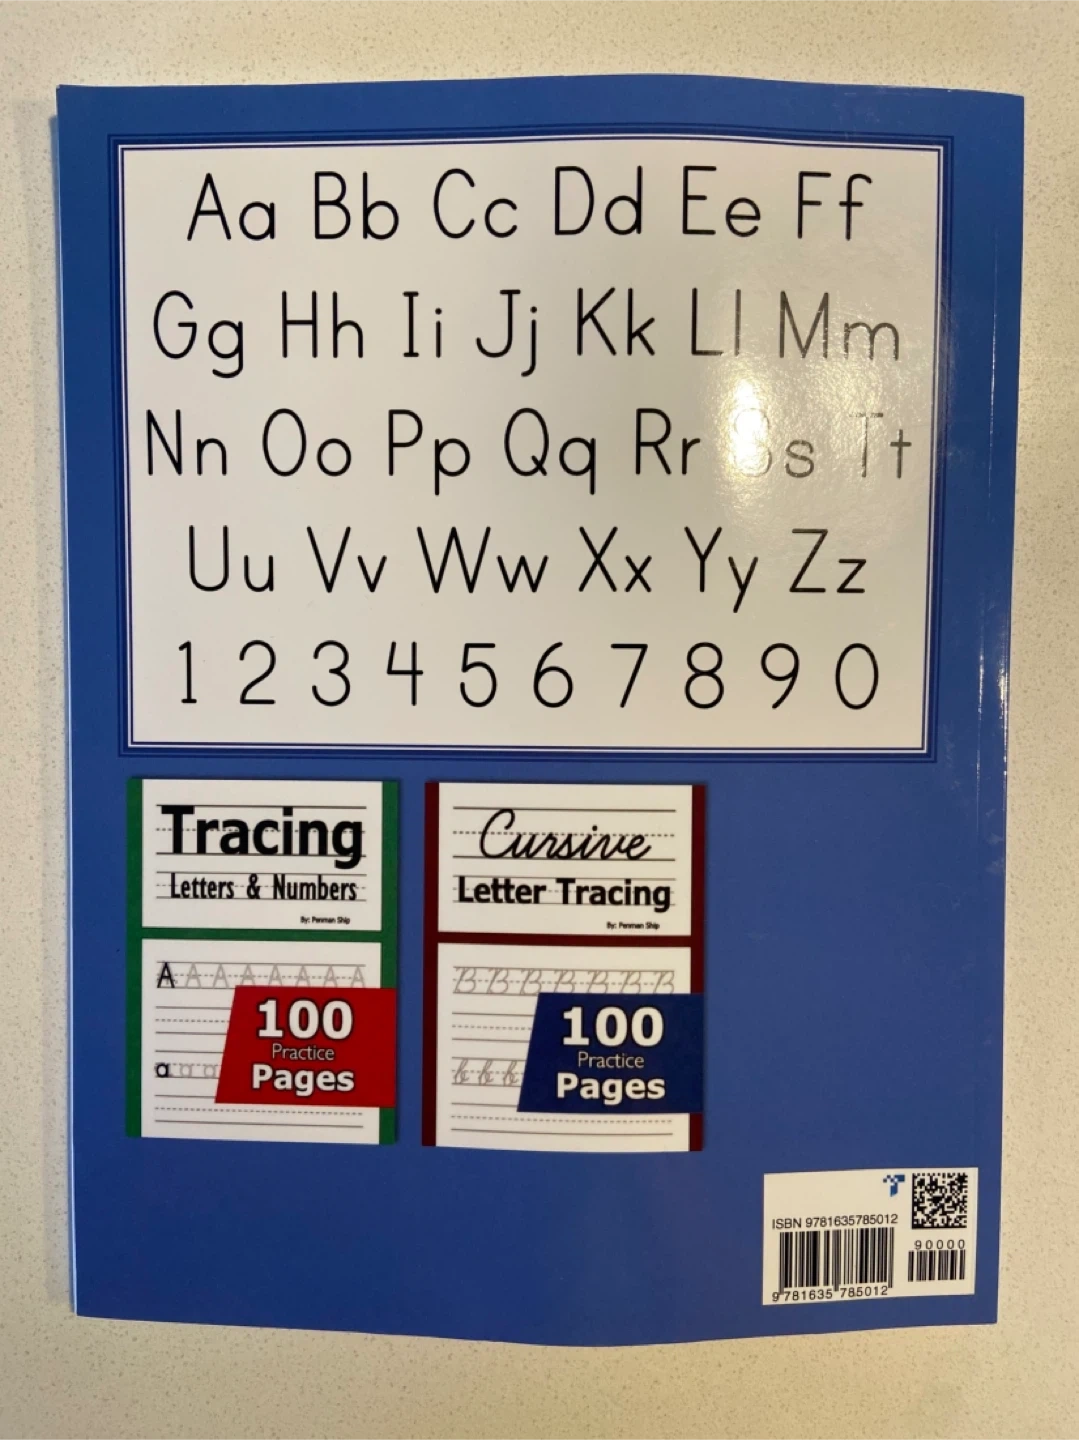 Aa Bb Cc Dd Ee Ff
Gg Hh Ii Jj Kk Ll Mm
Nn Oo Pp Qq Rr Ss Tt
Uu Vv Ww Xx Yy Zz
1 2 3 4 5 6 7 8 9 0
Tracing
Letters & Numbers
By: Penman Ship
A A A A A A A A
100
Practice
Pages
a a a
Cursive
Letter Tracing
By: Penman Ship
B B B B B B B
100
Practice
Pages
b b b
ISBN 9781635785012
90000
9 781635 785012